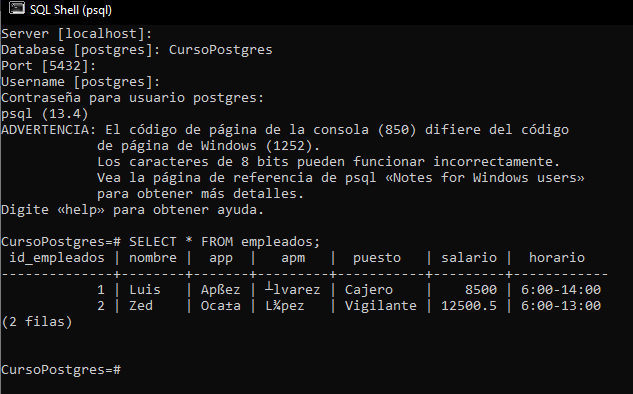 SQL Shell (psql)
Server [localhost]:
Database [postgres]: CursoPostgres
Port [5432]:
Username [postgres]:
Contraseña para usuario postgres:
psql (13.4)
ADVERTENCIA: El código de página de la consola (850) difiere del código
            de página de Windows (1252).
            Los caracteres de 8 bits pueden funcionar incorrectamente.
            Vea la página de referencia de psql «Notes for Windows users»
            para obtener más detalles.
Digite «help» para obtener ayuda.

CursoPostgres=# SELECT * FROM empleados;
 id_empleados | nombre |  app   |   apm   |  puesto   | salario |   horario
--------------+--------+--------+---------+-----------+---------+------------
            1 | Luis   | Apßez  | ┴lvarez | Cajero    |    8500 | 6:00-14:00
            2 | Zed    | Oca±a  | L¾pez   | Vigilante | 12500.5 | 6:00-13:00
(2 filas)

CursoPostgres=#